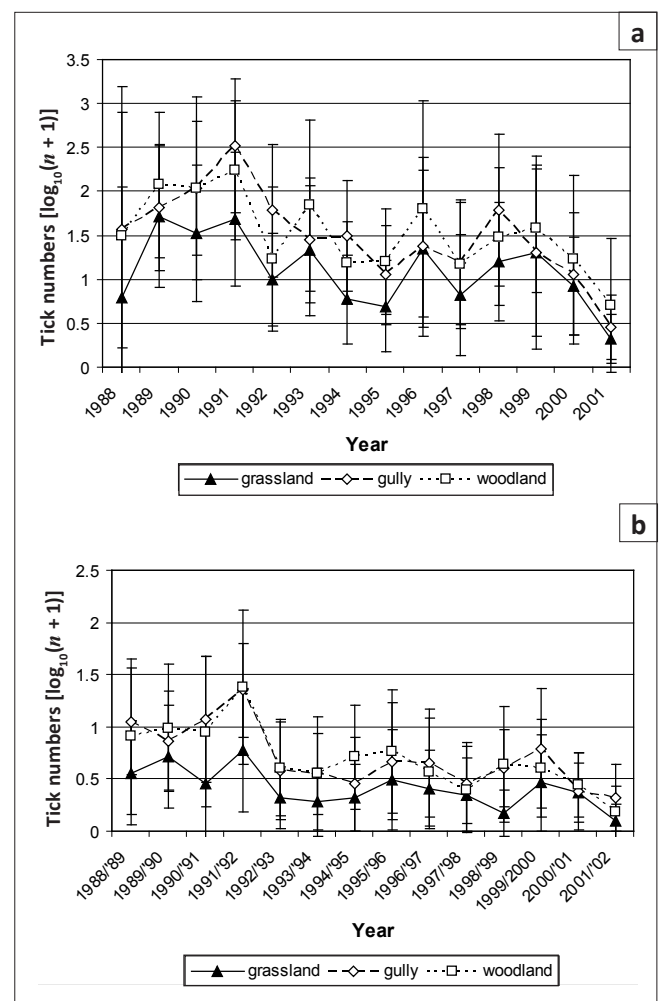 a
3.5
3
2.5
2
1.5
1
0.5
0
Tick numbers [log₁₀(n + 1)]
1988 1989 1990 1991 1992 1993 1994 1995 1996 1997 1998 1999 2000 2001
Year
grassland gully woodland
b
2.5
2
1.5
1
0.5
0
Tick numbers [log₁₀(n + 1)]
1988/'89 1989/'90 1990/'91 1991/'92 1992/'93 1993/'94 1994/'95 1995/'96 1996/'97 1997/'98 1998/'99 1999/2000 2000/'01 2001/'02
Year
grassland gully woodland